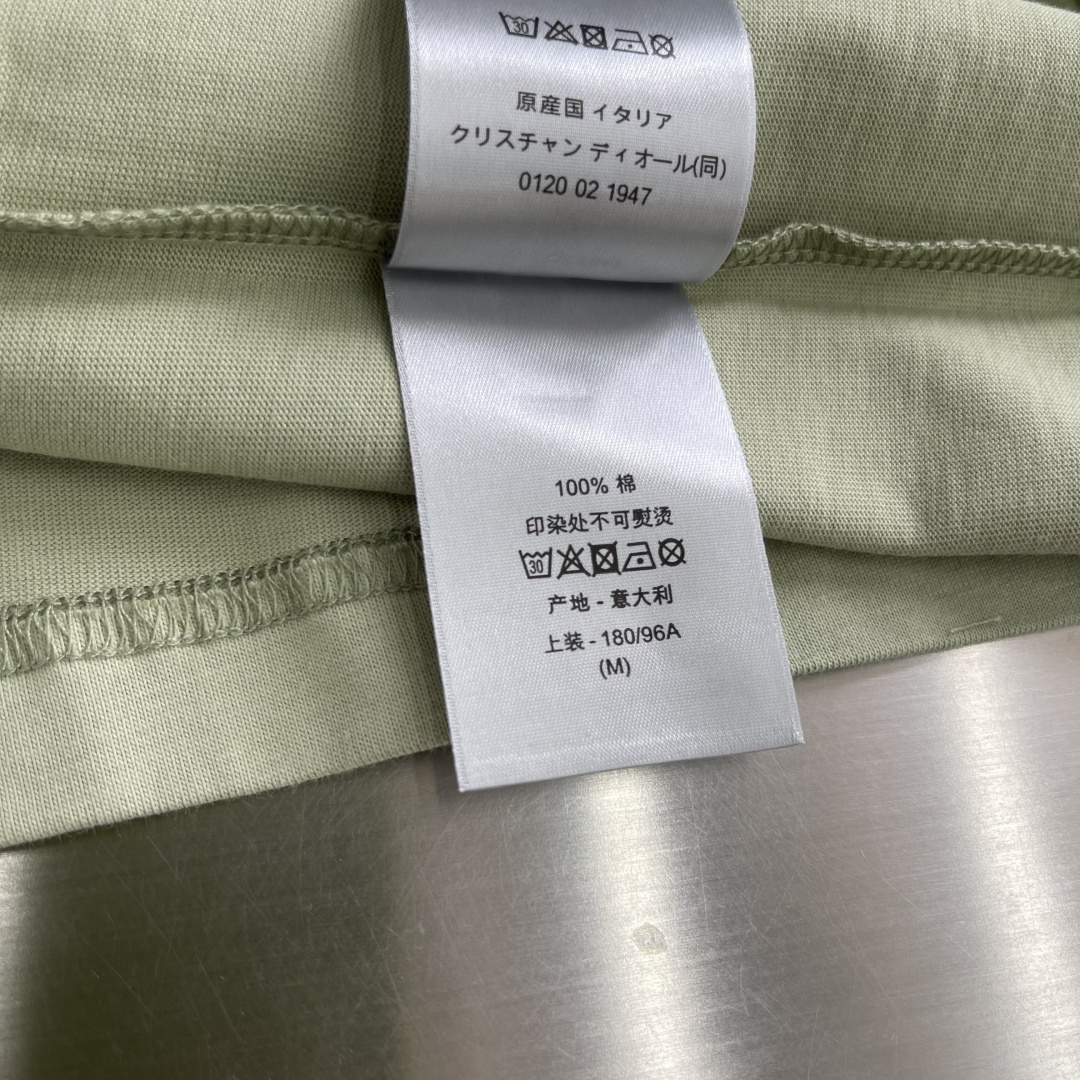 30
原産国 イタリア
クリスチャン ディオール(同)
0120 02 1947
100% 棉
印染处不可熨烫
30
产地 - 意大利
上装 - 180/96A
(M)